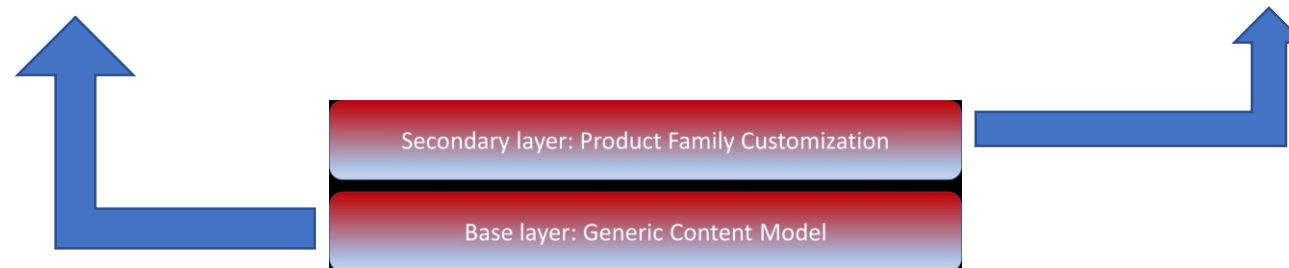 Secondary layer: Product Family Customization
Base layer: Generic Content Model